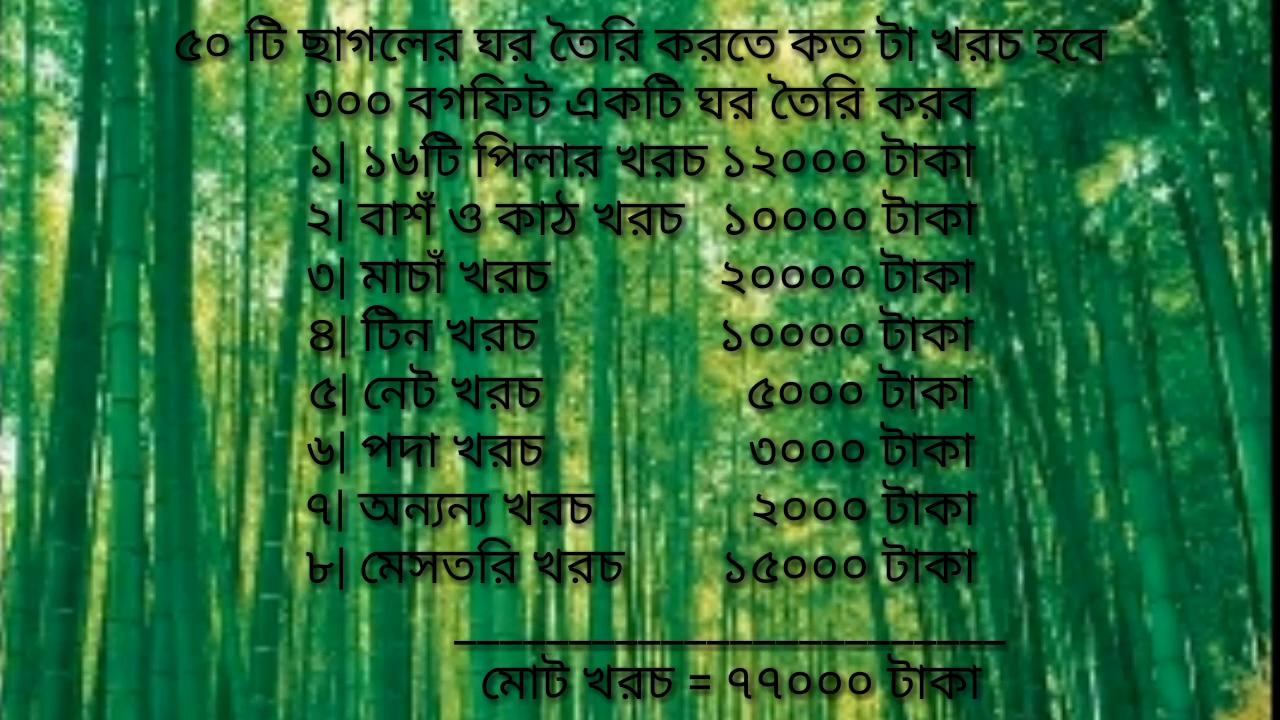 ৫০ টি ছাগলের ঘর তৈরি করতে কত টা খরচ হবে
৩০০ বগফিট একটি ঘর তৈরি করব
১| ১৬টি পিলার খরচ ১২০০০ টাকা
২| বাশঁ ও কাঠ খরচ ১০০০০ টাকা
৩| মাচাঁ খরচ ২০০০০ টাকা
৪| টিন খরচ ১০০০০ টাকা
৫| নেট খরচ ৫০০০ টাকা
৬| পদা খরচ ৩০০০ টাকা
৭| অন্যন্য খরচ ২০০০ টাকা
৮| মেসতরি খরচ ১৫০০০ টাকা
মোট খরচ = ৭৭০০০ টাকা